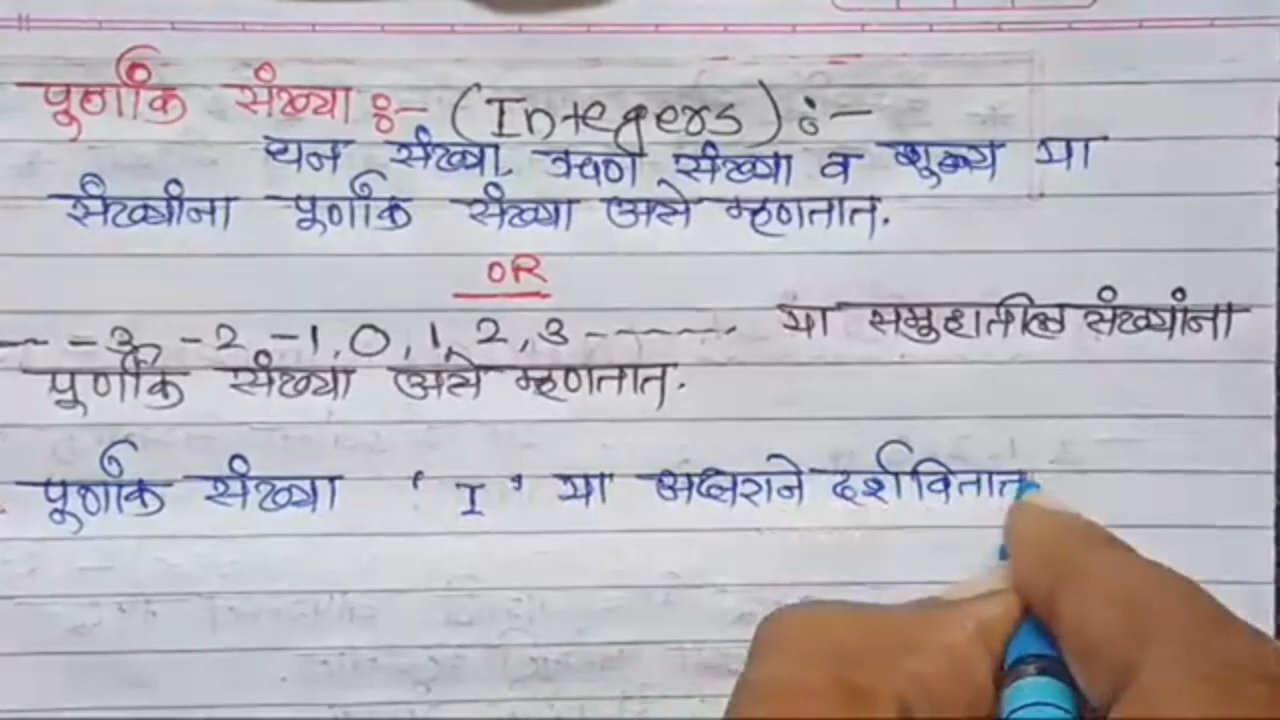 पूर्णांक संख्या :- (Integers) :-
धन संख्या, ऋण संख्या व शून्य या
संख्यांना पूर्णांक संख्या असे म्हणतात.
OR
--- -3, -2, -1, 0, 1, 2, 3 ------- या समुहातील संख्यांना
पूर्णांक संख्या असे म्हणतात.
पूर्णांक संख्या ' I ' या अक्षराने दर्शवितात